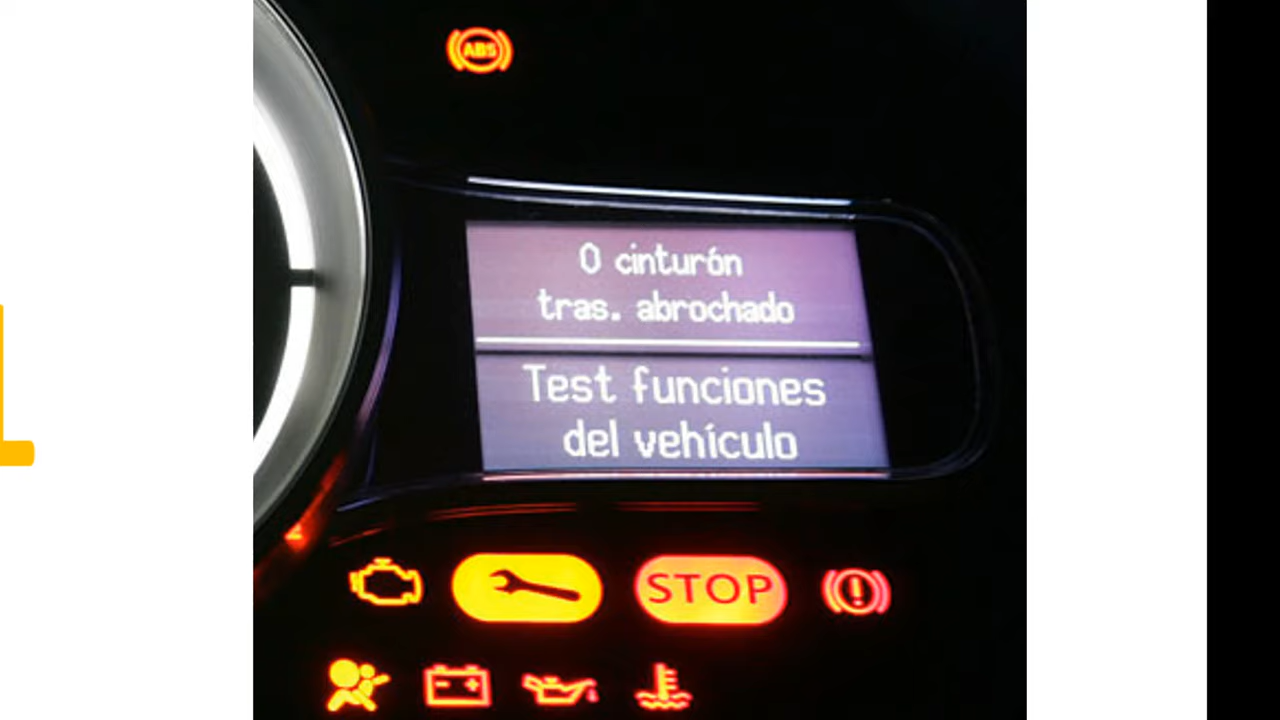 ABS
0 cinturón
tras. abrochado
Test funciones
del vehículo
STOP